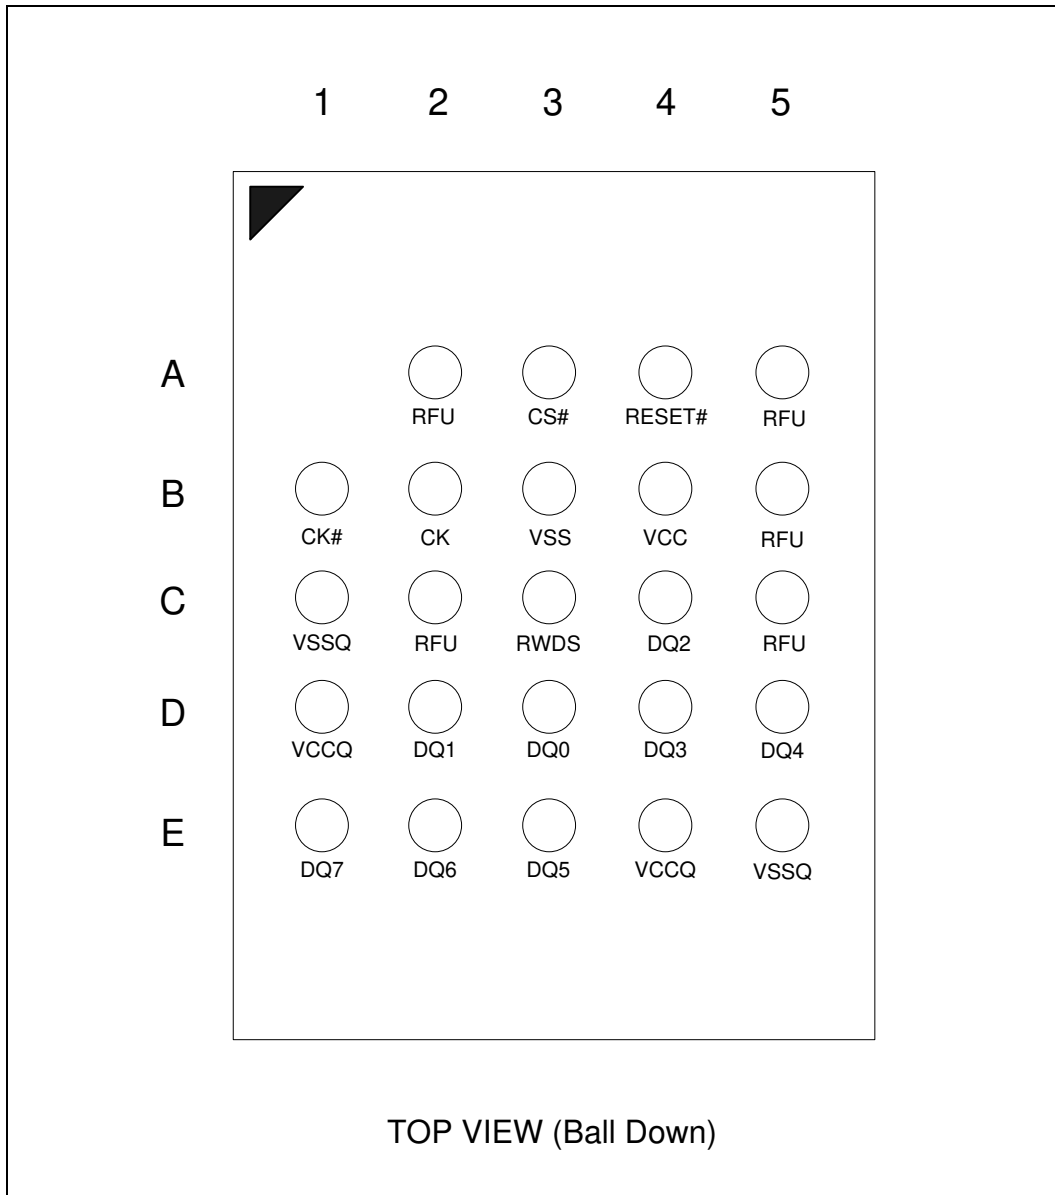 1 2 3 4 5
A
RFU CS# RESET# RFU
B
CK# CK VSS VCC RFU
C
VSSQ RFU RWDS DQ2 RFU
D
VCCQ DQ1 DQ0 DQ3 DQ4
E
DQ7 DQ6 DQ5 VCCQ VSSQ
TOP VIEW (Ball Down)